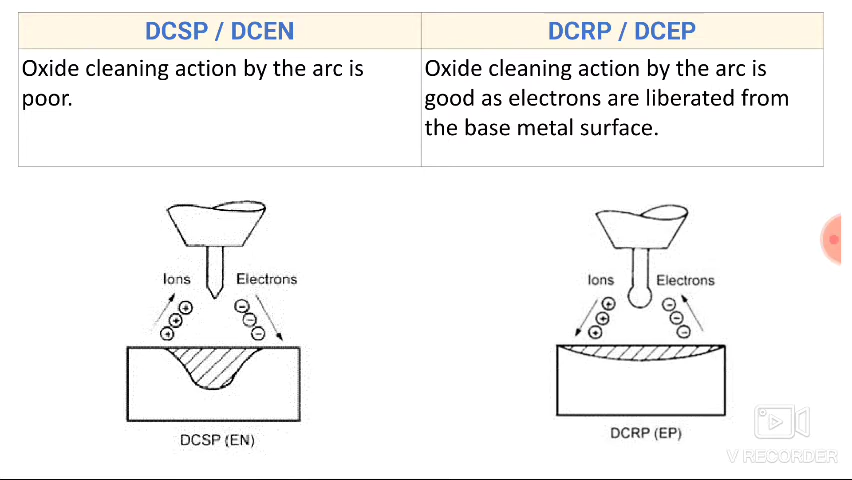 DCSP / DCEN
DCRP / DCEP
Oxide cleaning action by the arc is
poor.
Oxide cleaning action by the arc is
good as electrons are liberated from
the base metal surface.
Ions
Electrons
DCSP (EN)
Ions
Electrons
DCRP (EP)
V RECORDER